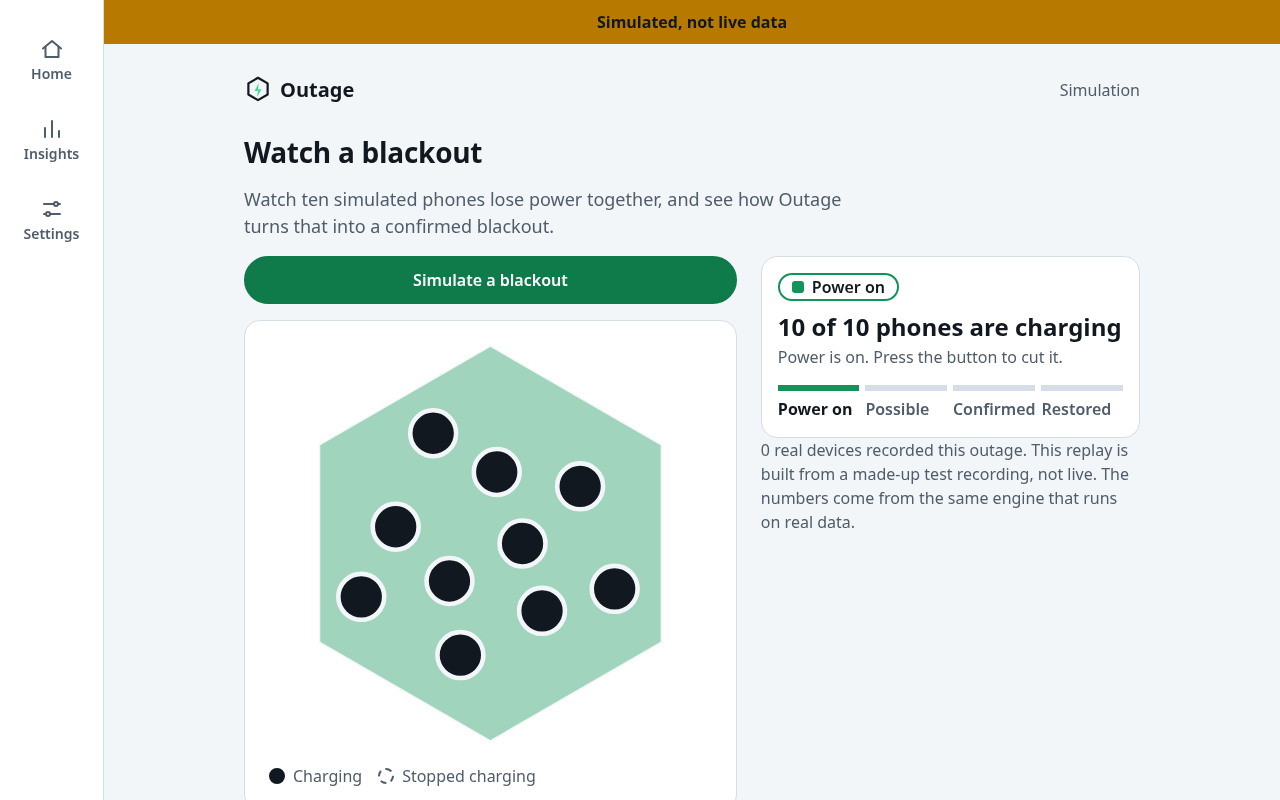 Simulated, not live data
Home
Insights
Settings
Outage
Simulation
Watch a blackout
Watch ten simulated phones lose power together, and see how Outage
turns that into a confirmed blackout.
Simulate a blackout
Charging
Stopped charging
Power on
10 of 10 phones are charging
Power is on. Press the button to cut it.
Power on
Possible
Confirmed
Restored
0 real devices recorded this outage. This replay is
built from a made-up test recording, not live. The
numbers come from the same engine that runs
on real data.